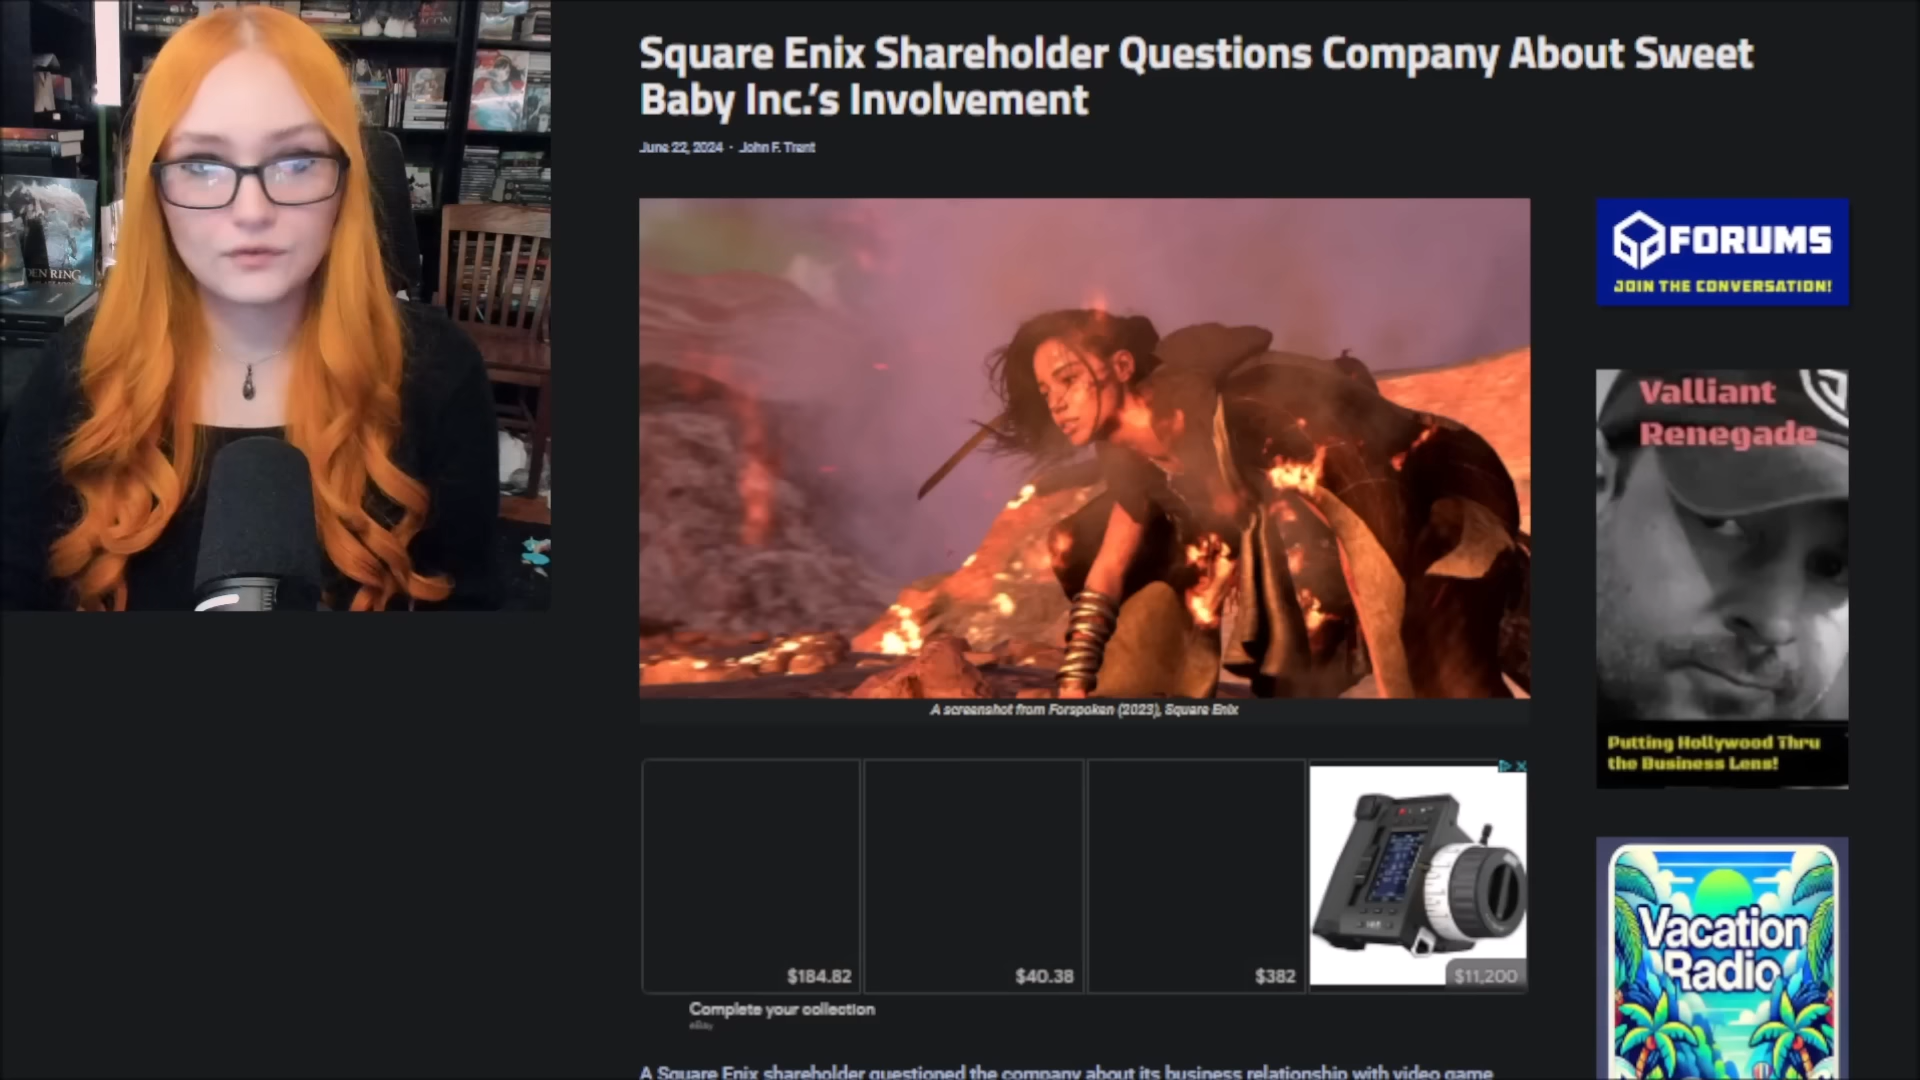 Square Enix Shareholder Questions Company About Sweet
Baby Inc.'s Involvement
June 22, 2024 · John F. Trent
DEN RING
FORUMS
JOIN THE CONVERSATION!
A screenshot from Forspoken (2023), Square Enix
Valliant
Renegade
Putting Hollywood Thru
the Business Lens!
$184.82
$40.38
$382
$11,200
Complete your collection
eBay
Vacation
Radio
A Square Enix shareholder questioned the company about its business relationship with video game